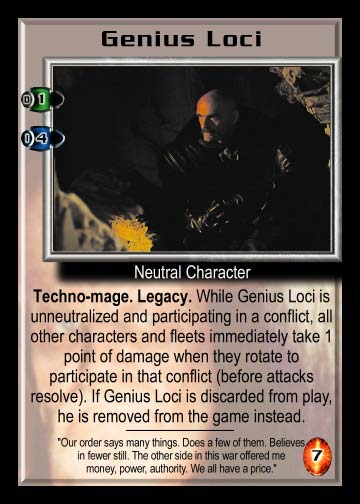 Genius Loci
D 1
I 4
Neutral Character
Techno-mage. Legacy. While Genius Loci is
unneutralized and participating in a conflict, all
other characters and fleets immediately take 1
point of damage when they rotate to
participate in that conflict (before attacks
resolve). If Genius Loci is discarded from play,
he is removed from the game instead.
"Our order says many things. Does a few of them. Believes
in fewer still. The other side in this war offered me
money, power, authority. We all have a price."
7